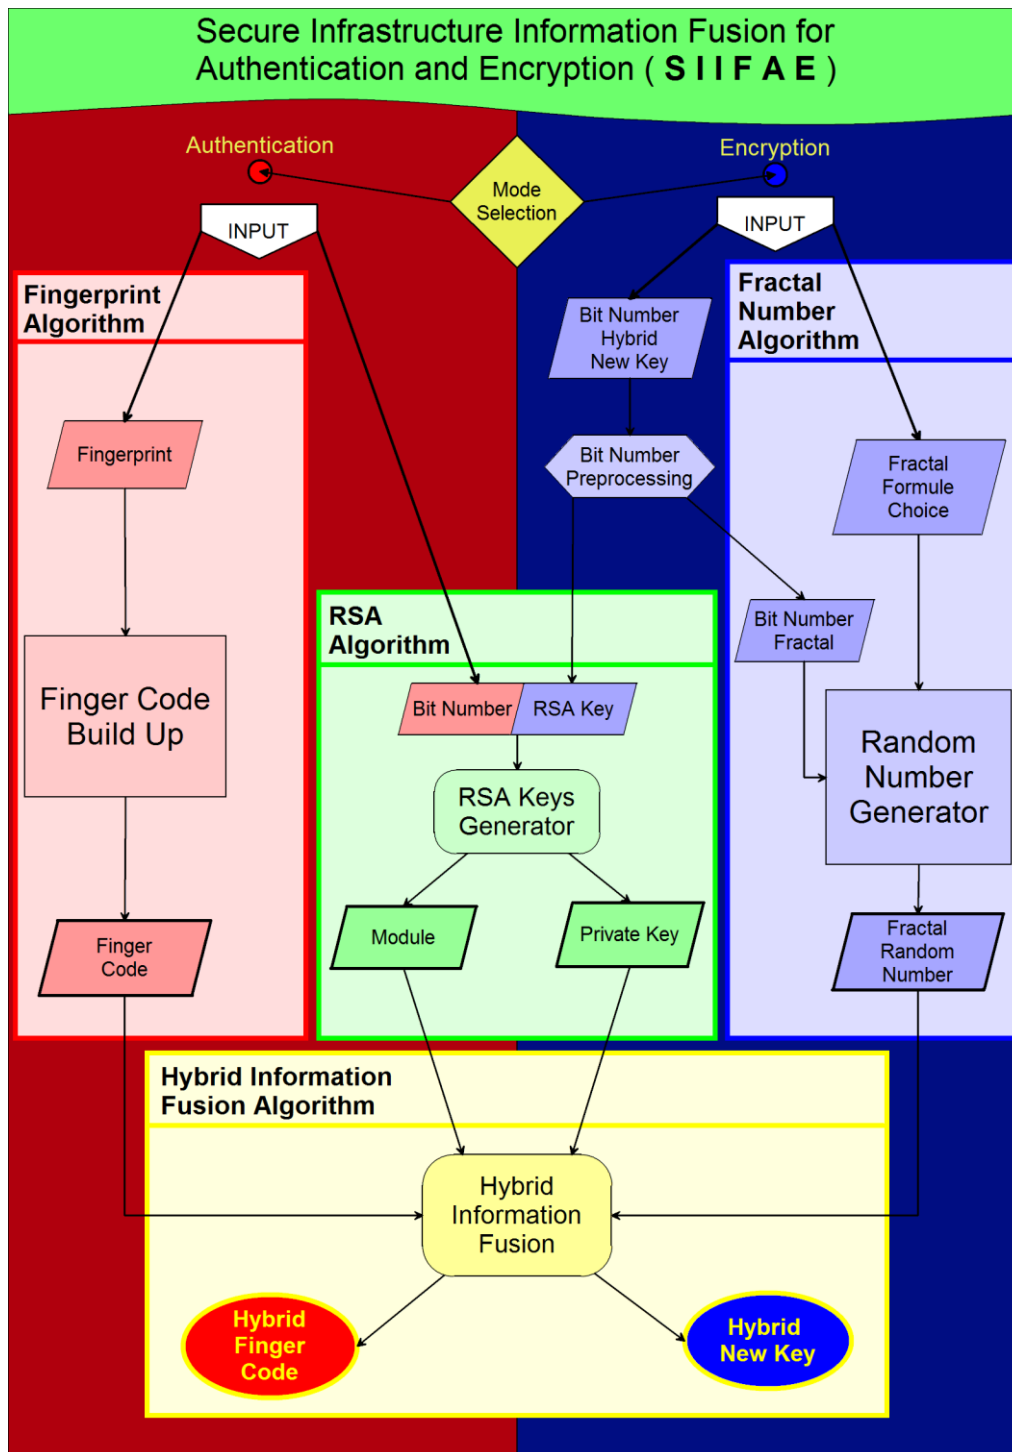 Secure Infrastructure Information Fusion for
Authentication and Encryption ( S I I F A E )
Authentication
Encryption
Mode
Selection
INPUT
INPUT
Fingerprint
Algorithm
Bit Number
Hybrid
New Key
Fractal
Number
Algorithm
Fingerprint
Bit Number
Preprocessing
Fractal
Formule
Choice
RSA
Algorithm
Bit Number
Fractal
Finger Code
Build Up
Bit Number
RSA Key
Random
Number
Generator
RSA Keys
Generator
Finger
Code
Module
Private Key
Fractal
Random
Number
Hybrid Information
Fusion Algorithm
Hybrid
Information
Fusion
Hybrid
Finger
Code
Hybrid
New Key